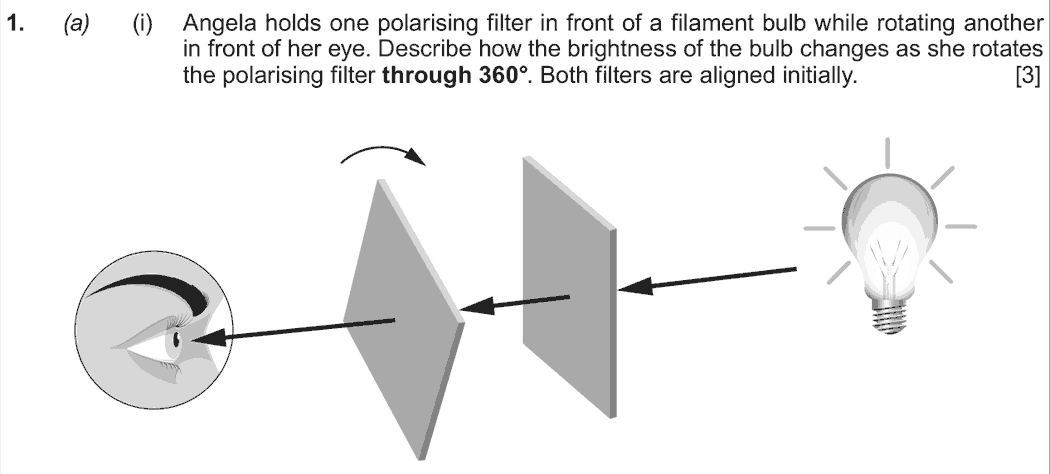 1. (a) (i) Angela holds one polarising filter in front of a filament bulb while rotating another
in front of her eye. Describe how the brightness of the bulb changes as she rotates
the polarising filter through 360°. Both filters are aligned initially. [3]